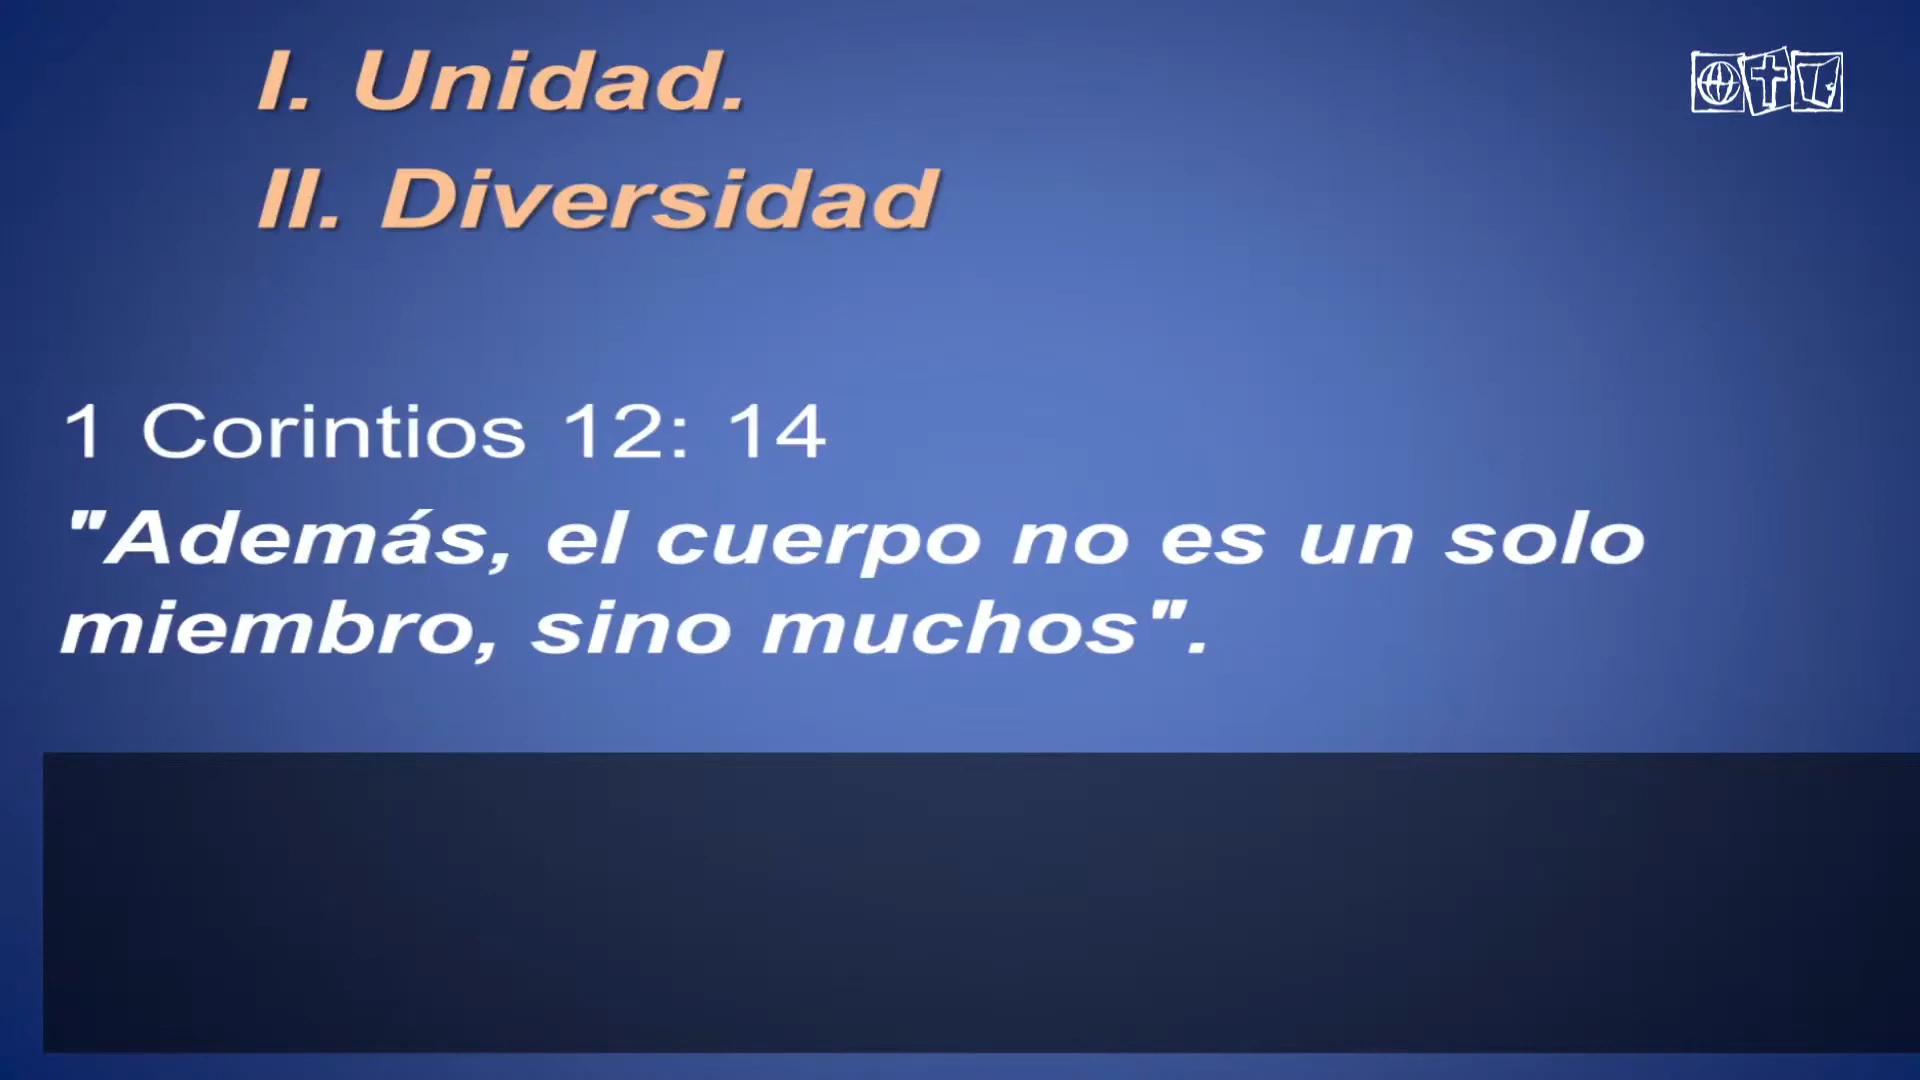 I. Unidad.
II. Diversidad
1 Corintios 12: 14
"Además, el cuerpo no es un solo
miembro, sino muchos".